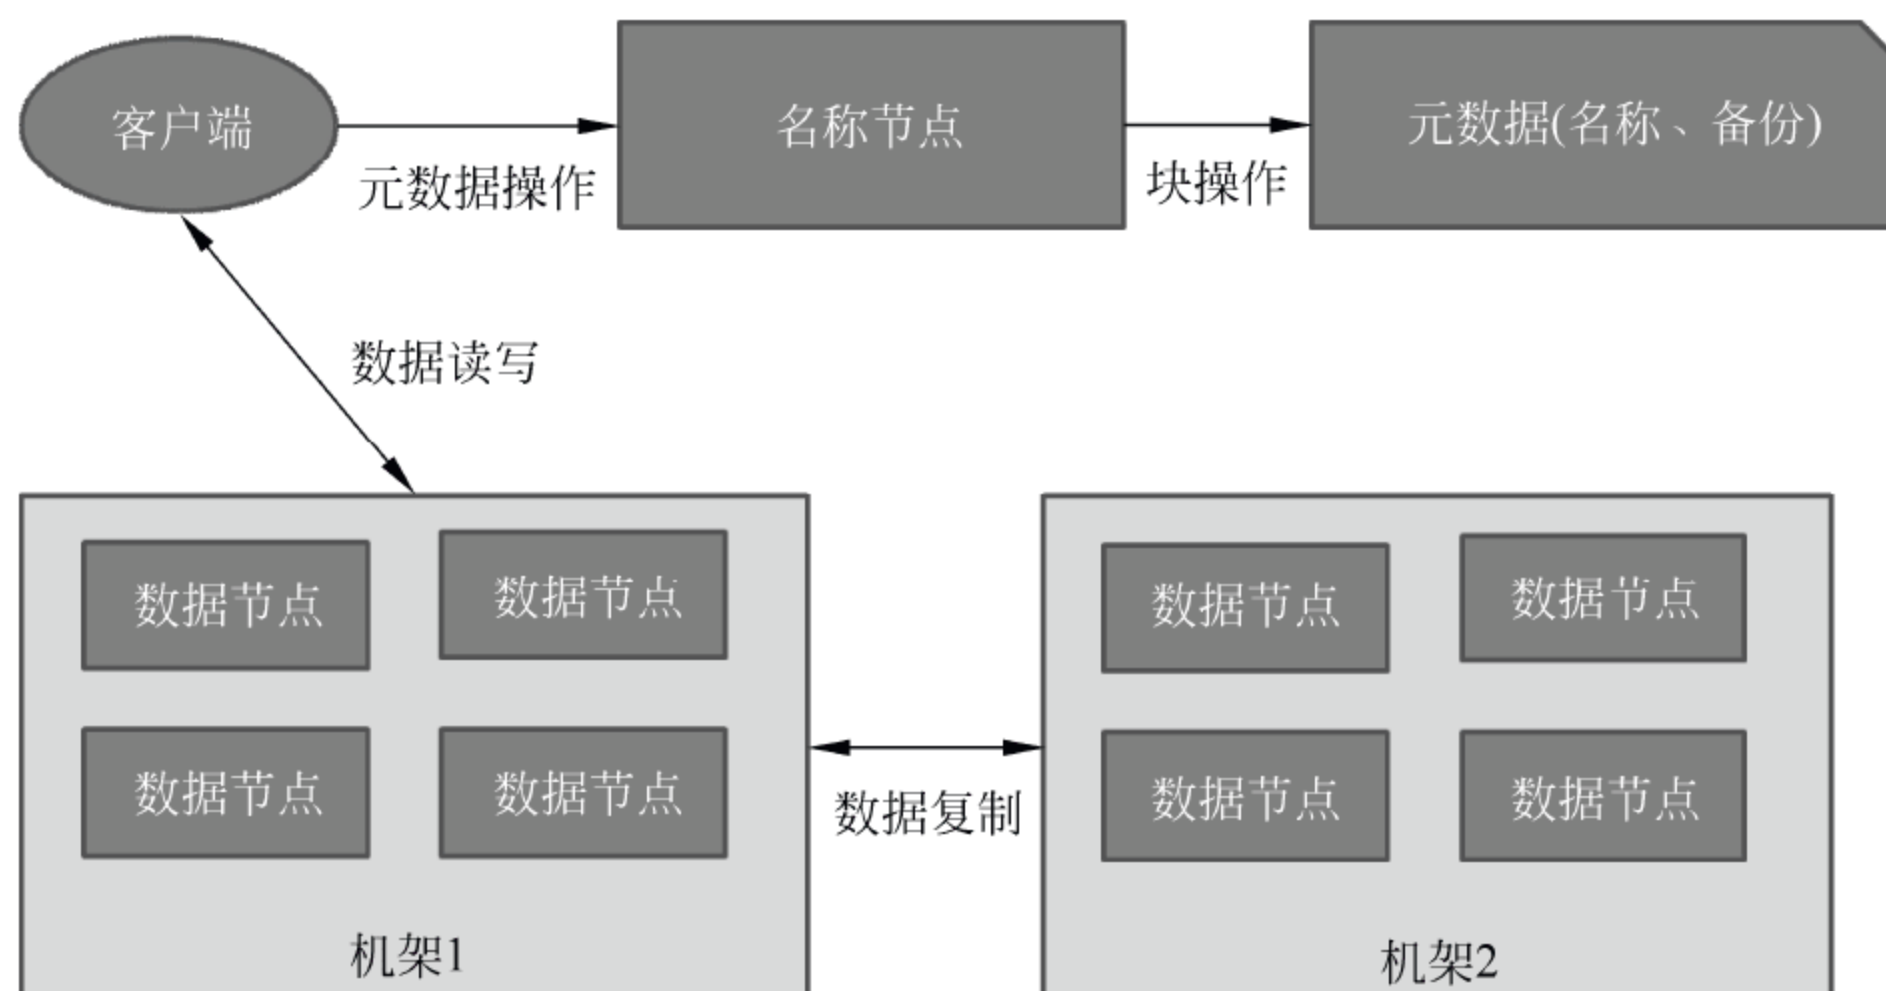 客户端
名称节点
元数据(名称、备份)
元数据操作
块操作
数据读写
数据节点
数据节点
数据节点
数据节点
数据节点
数据节点
数据节点
数据节点
数据复制
机架1
机架2